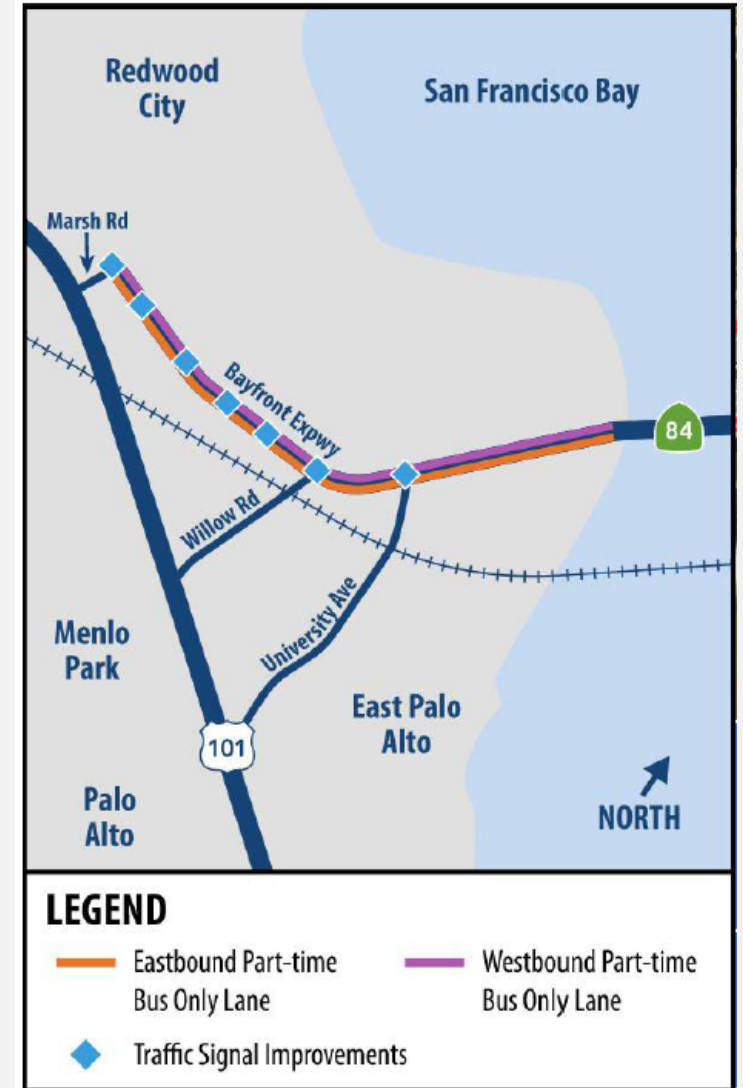 Redwood
City
San Francisco Bay
Marsh Rd
Bayfront Expwy
84
Willow Rd
University Ave
Menlo
Park
East Palo
Alto
101
Palo
Alto
NORTH
LEGEND
Eastbound Part-time
Bus Only Lane
Westbound Part-time
Bus Only Lane
Traffic Signal Improvements